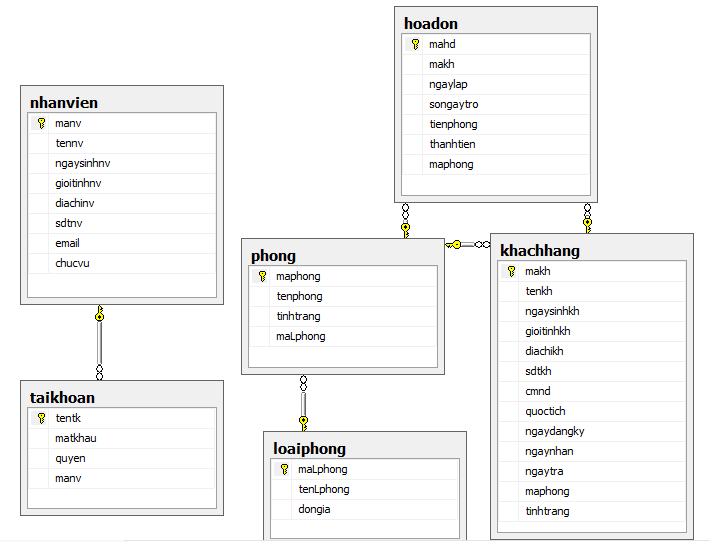 hoadon
mahd
makh
ngaylap
songaytro
tienphong
thanhtien
maphong
nhanvien
manv
tennv
ngaysinhnv
gioitinhnv
diachinv
sdtnv
email
chucvu
phong
maphong
tenphong
tinhtrang
maLphong
khachhang
makh
tenkh
ngaysinhkh
gioitinhkh
diachikh
sdtkh
cmnd
quoctich
ngaydangky
ngaynhan
ngaytra
maphong
tinhtrang
taikhoan
tentk
matkhau
quyen
manv
loaiphong
maLphong
tenLphong
dongia